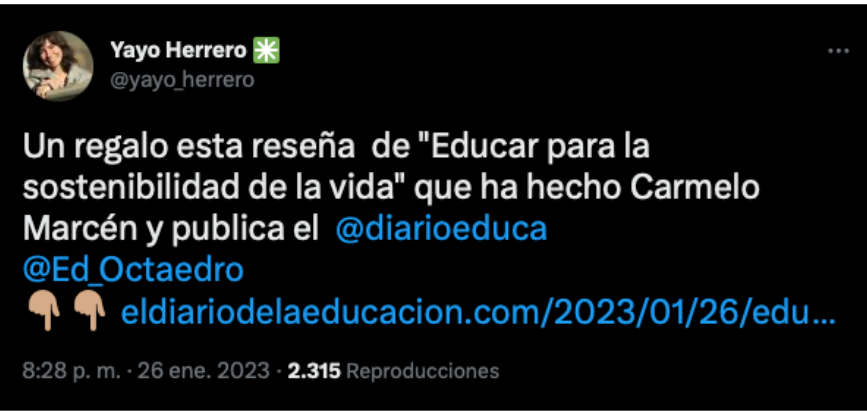 Yayo Herrero ✳️
@yayo_herrero
Un regalo esta reseña de "Educar para la
sostenibilidad de la vida" que ha hecho Carmelo
Marcén y publica el @diarioeduca
@Ed_Octaedro
👇🏽👇🏽 eldiariodelaeducacion.com/2023/01/26/edu...
8:28 p. m. · 26 ene. 2023 · 2.315 Reproducciones